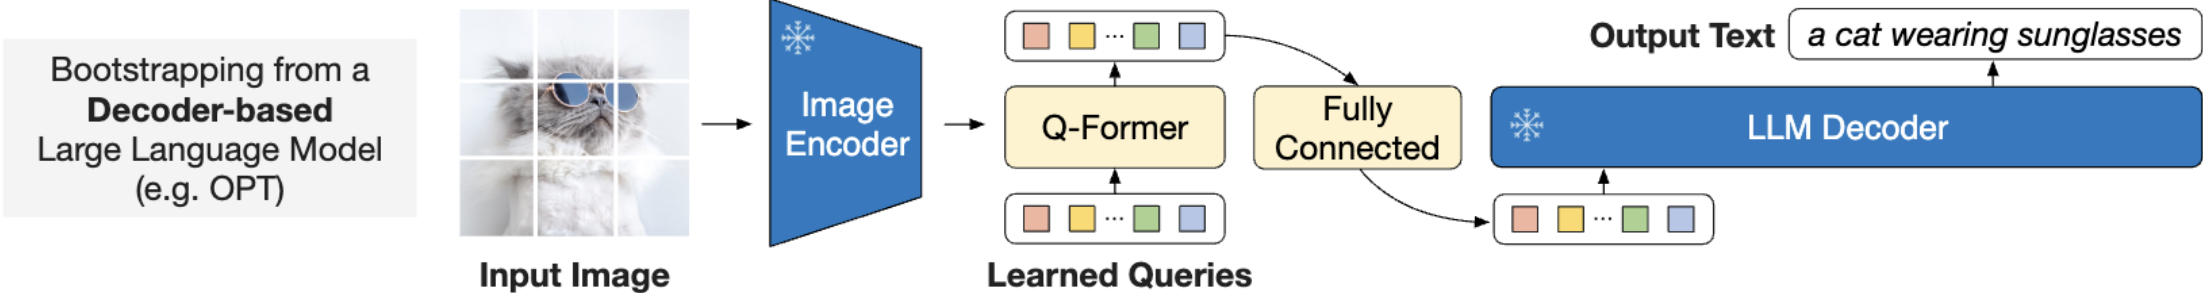 Bootstrapping from a
Decoder-based
Large Language Model
(e.g. OPT)
Input Image
Image
Encoder
...
Q-Former
...
Learned Queries
Fully
Connected
Output Text
a cat wearing sunglasses
LLM Decoder
...